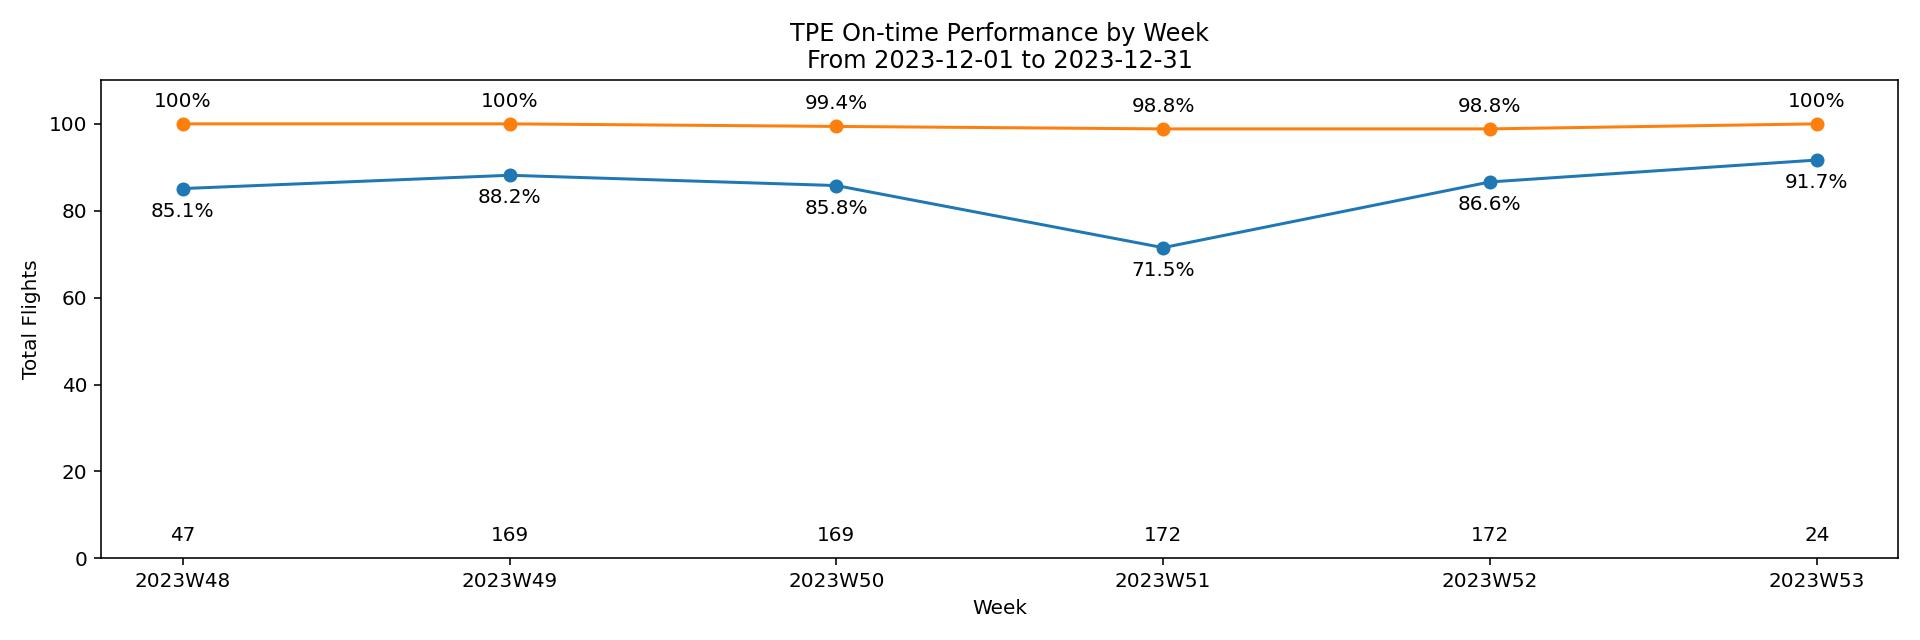 TPE On-time Performance by Week
From 2023-12-01 to 2023-12-31
100% 100% 99.4% 98.8% 98.8% 100%
85.1% 88.2% 85.8% 71.5% 86.6% 91.7%
47 169 169 172 172 24
Total Flights
100
80
60
40
20
0
2023W48 2023W49 2023W50 2023W51 2023W52 2023W53
Week